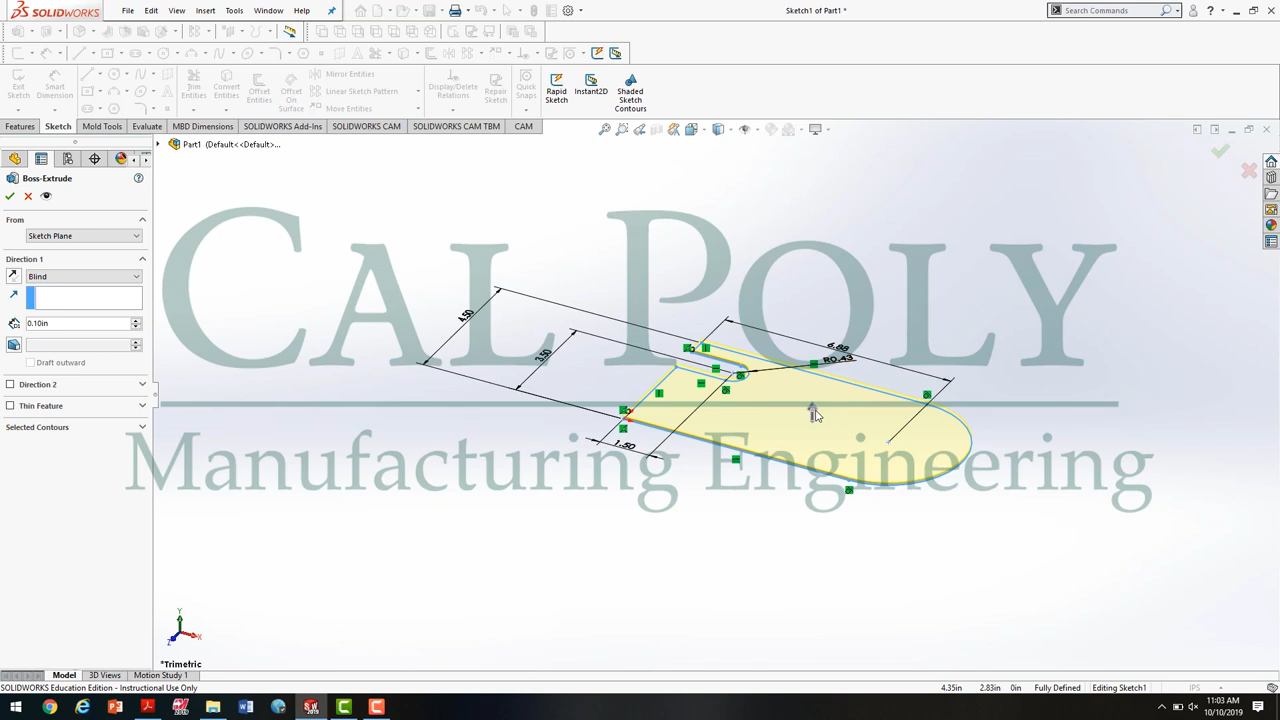 SOLIDWORKS
File Edit View Insert Tools Window Help
Sketch1 of Part1 *
Search Commands
Exit Sketch
Smart Dimension
Trim Entities
Convert Entities
Offset Entities
Offset On Surface
Mirror Entities
Linear Sketch Pattern
Move Entities
Display/Delete Relations
Repair Sketch
Quick Snaps
Rapid Sketch
Instant2D
Shaded Sketch Contours
Features Sketch Mold Tools Evaluate MBD Dimensions SOLIDWORKS Add-Ins SOLIDWORKS CAM SOLIDWORKS CAM TBM CAM
Part1 (Default<<Default>...
Boss-Extrude
From
Sketch Plane
Direction 1
Blind
0.10in
Draft outward
Direction 2
Thin Feature
Selected Contours
CAL POLY
Manufacturing Engineering
4.50
3.50
6.88
R0.43
1.50
Y
X
Z
*Trimetric
Model 3D Views Motion Study 1
SOLIDWORKS Education Edition - Instructional Use Only
4.35in 2.83in 0in Fully Defined Editing Sketch1 IPS
11:03 AM
10/10/2019